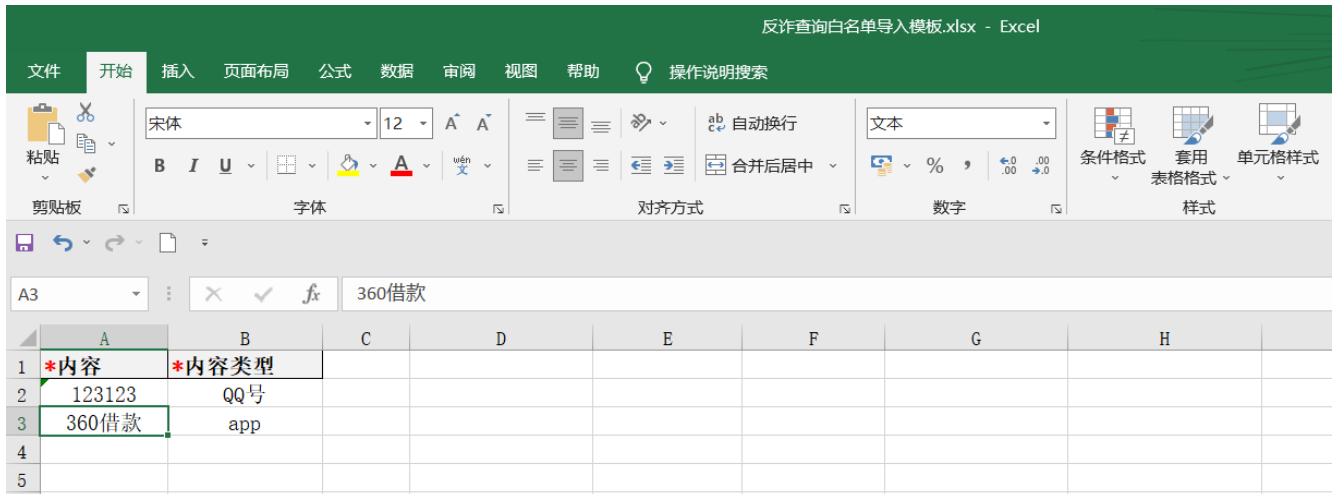 反诈查询白名单导入模板.xlsx - Excel
文件 开始 插入 页面布局 公式 数据 审阅 视图 帮助 操作说明搜索
宋体 12 A A ab 自动换行 文本
粘贴 B I U A wén 文 合并后居中 % 条件格式 套用 表格格式 单元格样式
剪贴板 字体 对齐方式 数字 样式
A3 fx 360借款
A B C D E F G H
1 *内容 *内容类型
2 123123 QQ号
3 360借款 app
4
5